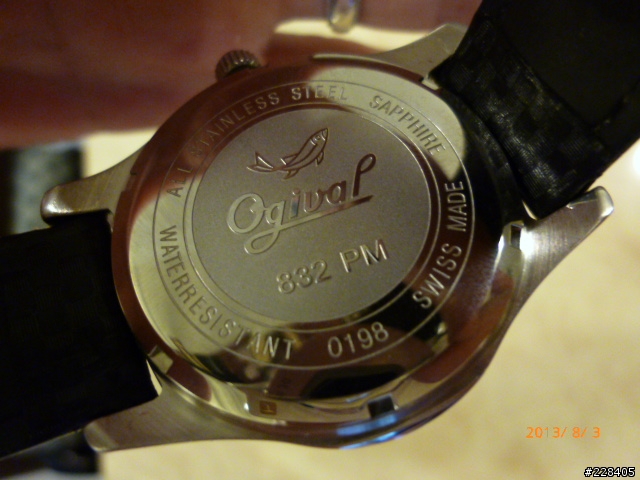 ALL STAINLESS STEEL SAPPHIRE
Ogival
832 PM
WATERRESISTANT 0198 SWISS MADE
2013/ 8/ 3
#228405